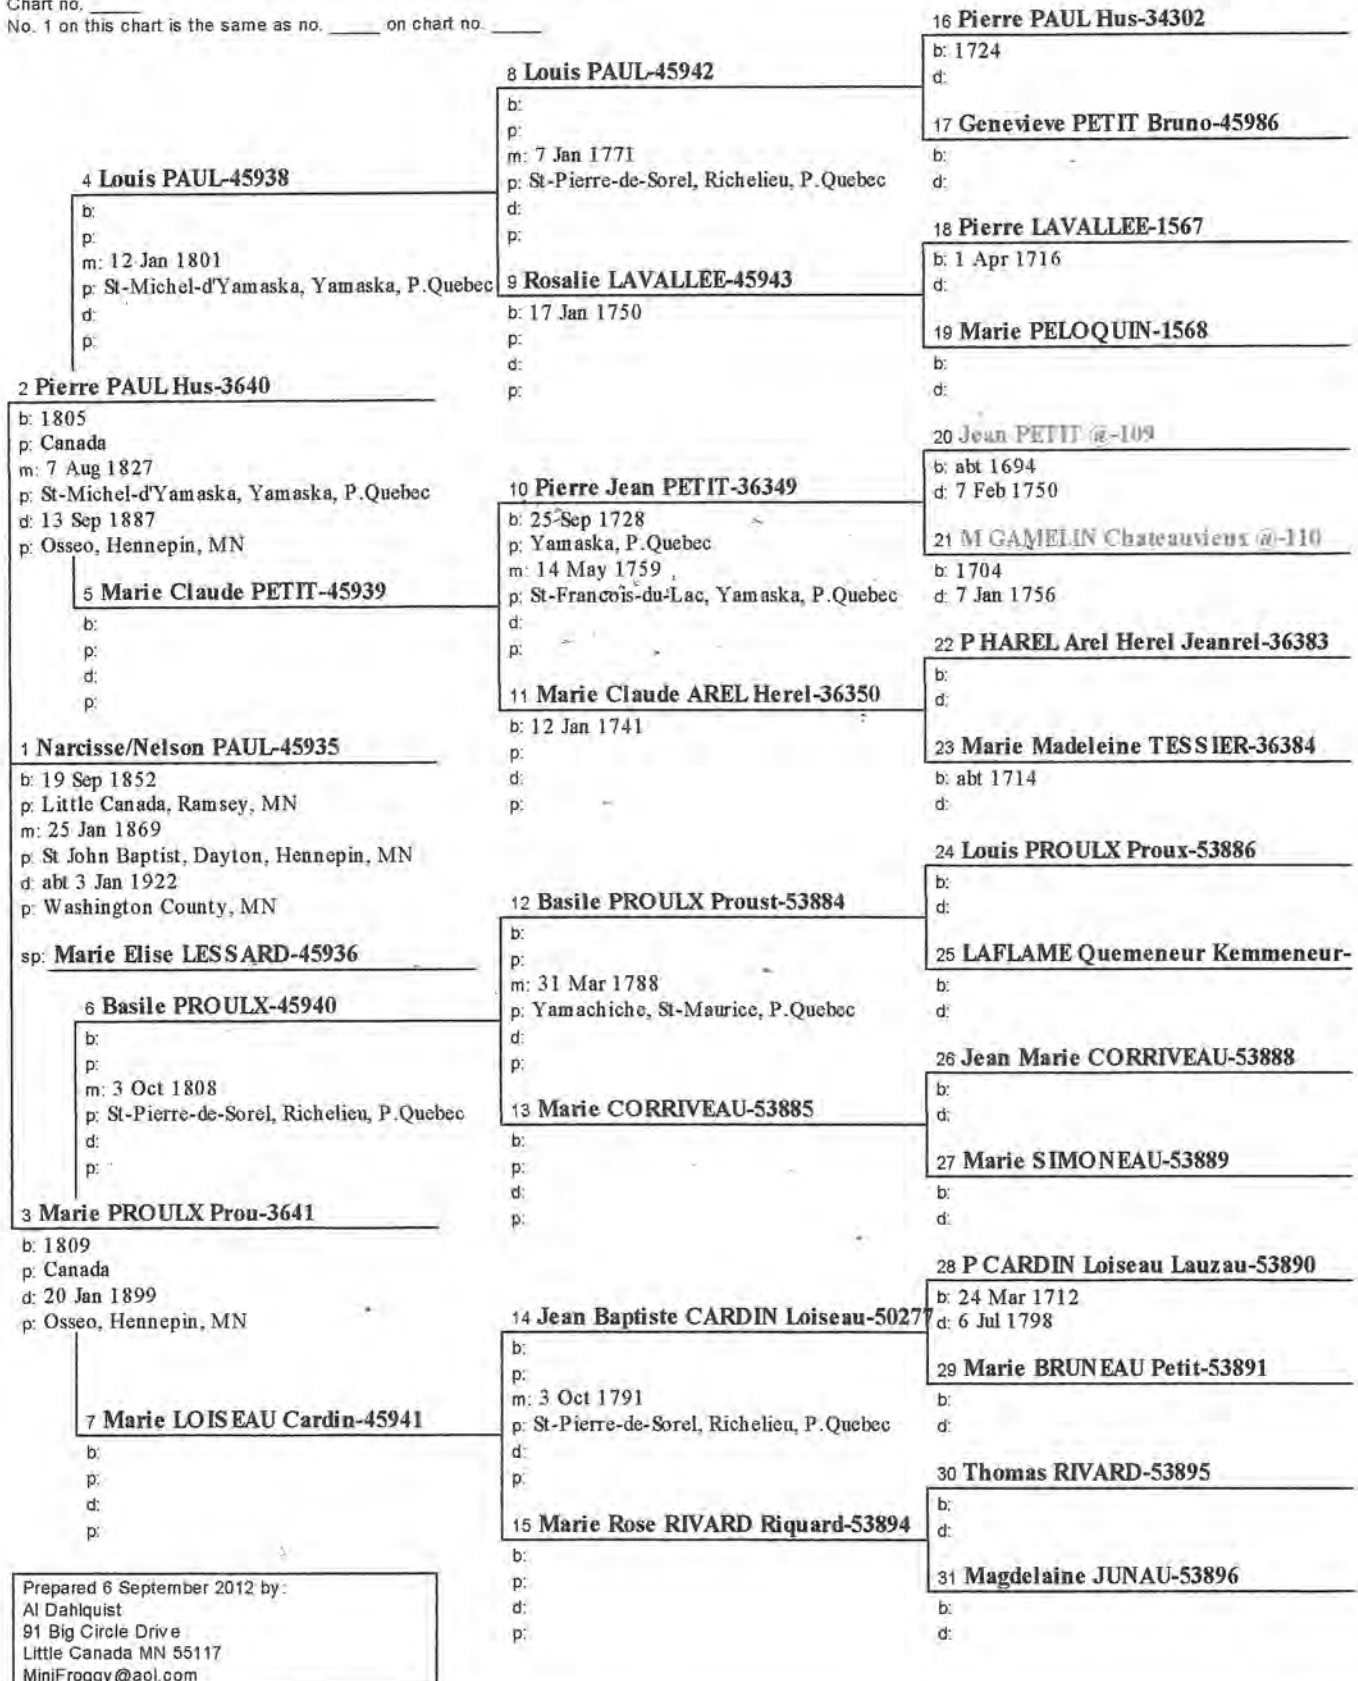 Chart no. _____
No. 1 on this chart is the same as no. _____ on chart no. _____
16 Pierre PAUL Hus-34302
b: 1724
d:
8 Louis PAUL-45942
b:
p:
m: 7 Jan 1771
p: St-Pierre-de-Sorel, Richelieu, P.Quebec
d:
p:
17 Genevieve PETIT Bruno-45986
b:
d:
4 Louis PAUL-45938
b:
p:
m: 12 Jan 1801
p: St-Michel-d'Yamaska, Yamaska, P.Quebec
d:
p:
18 Pierre LAVALLEE-1567
b: 1 Apr 1716
d:
9 Rosalie LAVALLEE-45943
b: 17 Jan 1750
p:
d:
p:
19 Marie PELOQUIN-1568
b:
d:
2 Pierre PAUL Hus-3640
b: 1805
p: Canada
m: 7 Aug 1827
p: St-Michel-d'Yamaska, Yamaska, P.Quebec
d: 13 Sep 1887
p: Osseo, Hennepin, MN
20 Jean PETIT @-109
b: abt 1694
d: 7 Feb 1750
10 Pierre Jean PETIT-36349
b: 25 Sep 1728
p: Yamaska, P.Quebec
m: 14 May 1759
p: St-Francois-du-Lac, Yamaska, P.Quebec
d:
p:
21 M GAMELIN Chateauvieux @-110
b: 1704
d: 7 Jan 1756
5 Marie Claude PETIT-45939
b:
p:
d:
p:
22 P HAREL Arel Herel Jeanrel-36383
b:
d:
11 Marie Claude AREL Herel-36350
b: 12 Jan 1741
p:
d:
p:
23 Marie Madeleine TESSIER-36384
b: abt 1714
d:
1 Narcisse/Nelson PAUL-45935
b: 19 Sep 1852
p: Little Canada, Ramsey, MN
m: 25 Jan 1869
p: St John Baptist, Dayton, Hennepin, MN
d: abt 3 Jan 1922
p: Washington County, MN
sp: Marie Elise LESSARD-45936
24 Louis PROULX Proux-53886
b:
d:
12 Basile PROULX Proust-53884
b:
p:
m: 31 Mar 1788
p: Yamachiche, St-Maurice, P.Quebec
d:
p:
25 LAFLAME Quemeneur Kemmeneur-
b:
d:
6 Basile PROULX-45940
b:
p:
m: 3 Oct 1808
p: St-Pierre-de-Sorel, Richelieu, P.Quebec
d:
p:
26 Jean Marie CORRIVEAU-53888
b:
d:
13 Marie CORRIVEAU-53885
b:
p:
d:
p:
27 Marie SIMONEAU-53889
b:
d:
3 Marie PROULX Prou-3641
b: 1809
p: Canada
d: 20 Jan 1899
p: Osseo, Hennepin, MN
28 P CARDIN Loiseau Lauzau-53890
b: 24 Mar 1712
d: 6 Jul 1798
14 Jean Baptiste CARDIN Loiseau-50277
b:
p:
m: 3 Oct 1791
p: St-Pierre-de-Sorel, Richelieu, P.Quebec
d:
p:
29 Marie BRUNEAU Petit-53891
b:
d:
7 Marie LOISEAU Cardin-45941
b:
p:
d:
p:
30 Thomas RIVARD-53895
b:
d:
15 Marie Rose RIVARD Riquard-53894
b:
p:
d:
p:
31 Magdelaine JUNAU-53896
b:
d:
Prepared 6 September 2012 by:
Al Dahlquist
91 Big Circle Drive
Little Canada MN 55117
MiniFroggy@aol.com